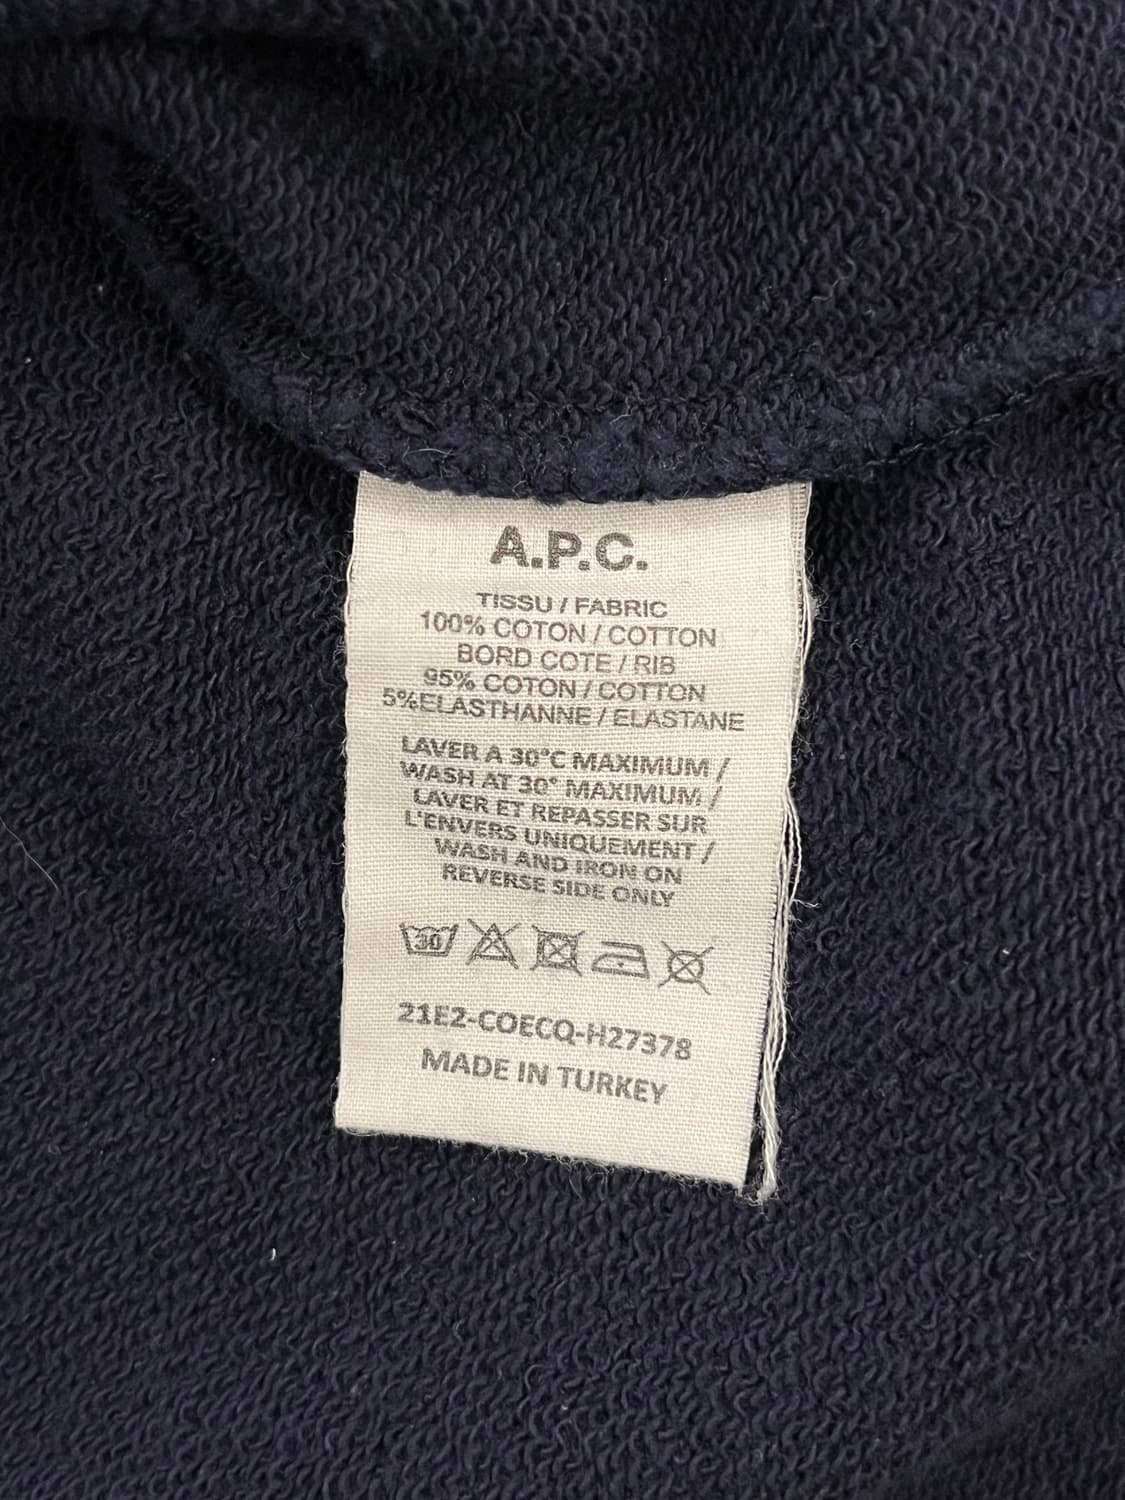 A.P.C.
TISSU / FABRIC
100% COTON / COTTON
BORD COTE / RIB
95% COTON / COTTON
5%ELASTHANNE / ELASTANE
LAVER A 30°C MAXIMUM /
WASH AT 30° MAXIMUM /
LAVER ET REPASSER SUR
L'ENVERS UNIQUEMENT /
WASH AND IRON ON
REVERSE SIDE ONLY
30
21E2-COECQ-H27378
MADE IN TURKEY